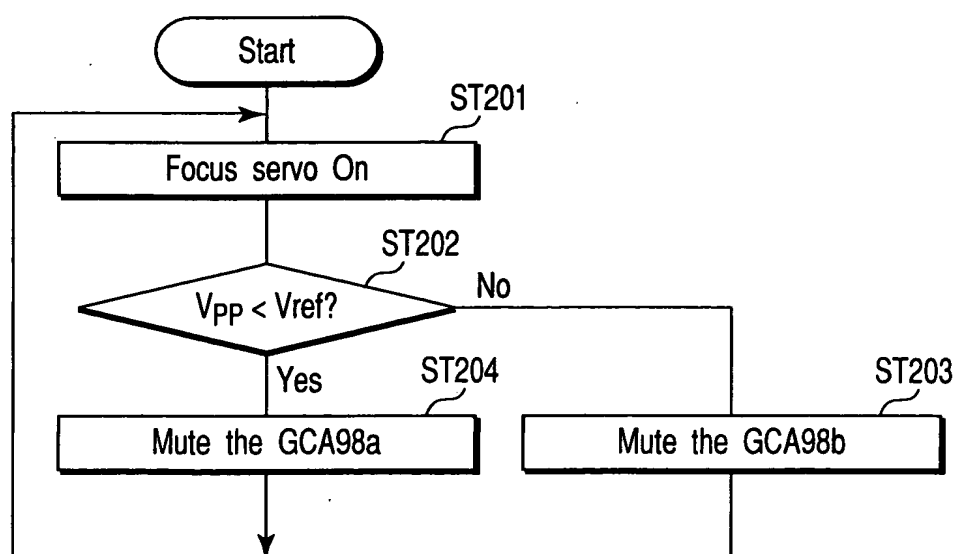 Start
ST201
Focus servo On
ST202
VPP < Vref?
No
Yes
ST204
Mute the GCA98a
ST203
Mute the GCA98b